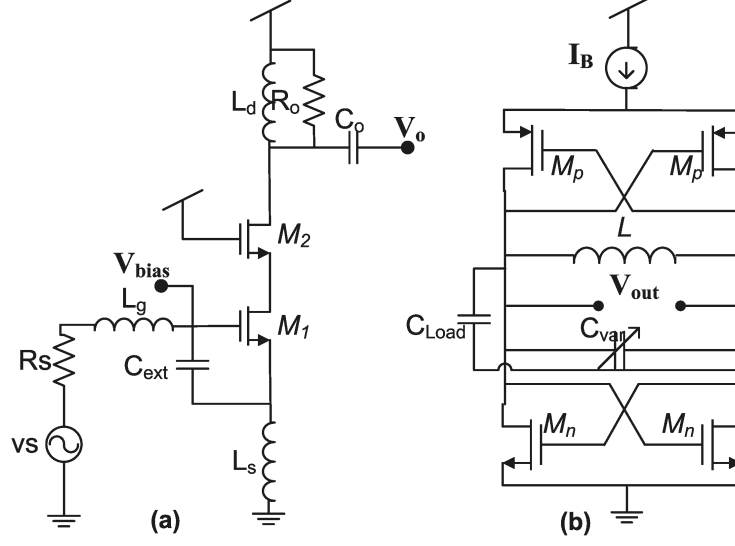 I_B
L_d
R_o
C_o
V_o
M_p
M_p
M_2
L
V_bias
V_out
L_g
M_1
C_Load
C_var
Rs
C_ext
M_n
M_n
vs
L_s
(a)
(b)